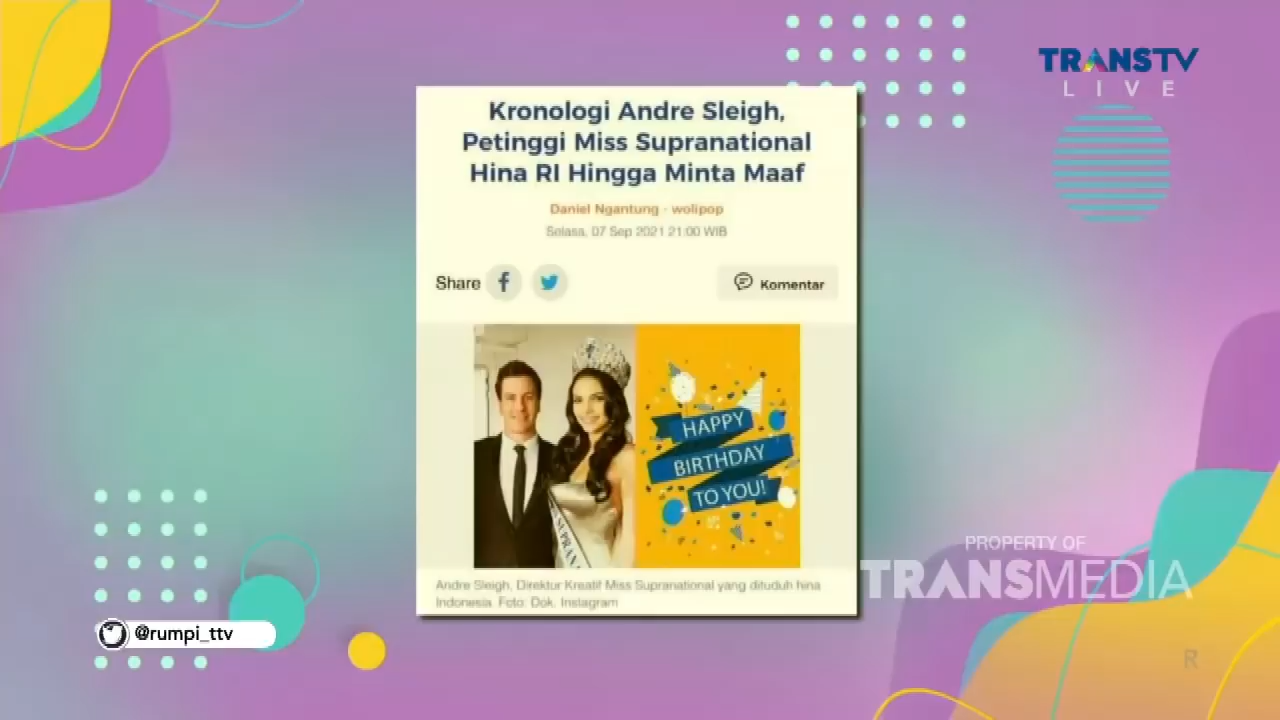 TRANSTV
LIVE
Kronologi Andre Sleigh,
Petinggi Miss Supranational
Hina RI Hingga Minta Maaf
Daniel Ngantung - wolipop
Selasa, 07 Sep 2021 21:00 WIB
Share
Komentar
HAPPY
BIRTHDAY
TO YOU!
SUPRANA
Andre Sleigh, Direktur Kreatif Miss Supranational yang dituduh hina
Indonesia. Foto: Dok. Instagram
PROPERTY OF
TRANSMEDIA
@rumpi_ttv
R